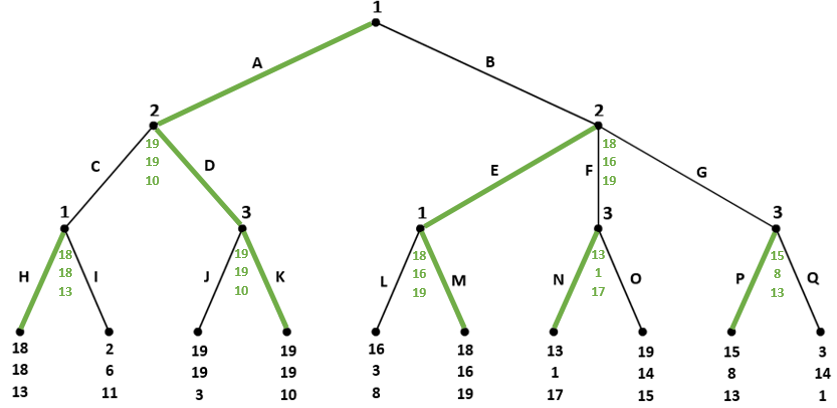 1
A B
2 2
19 18
19 16
10 19
C D E F G
1 3 1 3 3
18 19 18 13 15
18 19 16 1 8
13 10 19 17 13
H I J K L M N O P Q
18 2 19 19 16 18 13 19 15 3
18 6 19 19 3 16 1 14 8 14
13 11 3 10 8 19 17 15 13 1